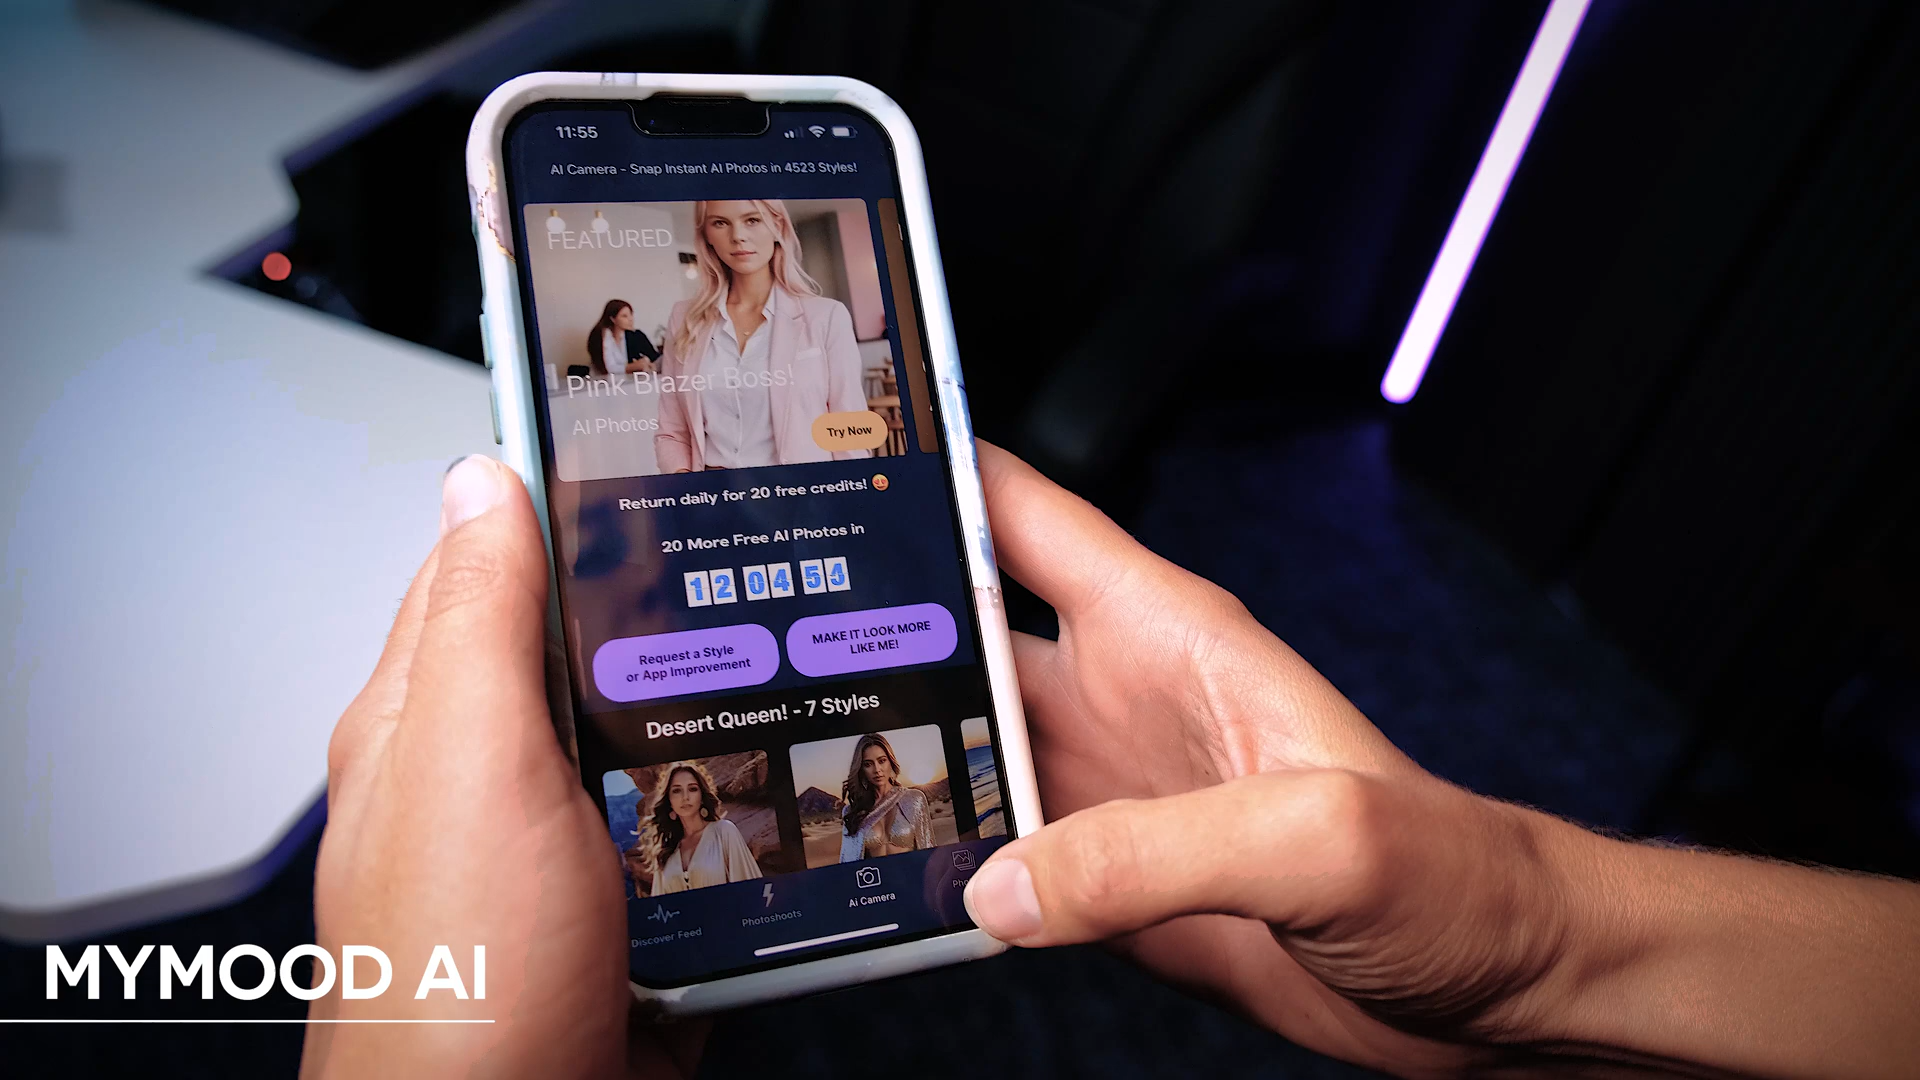 11:55
AI Camera - Snap Instant AI Photos in 4523 Styles!
FEATURED
Pink Blazer Boss!
AI Photos
Try Now
Return daily for 20 free credits! 😍
20 More Free AI Photos in
12 04 54
Request a Style
or App Improvement
MAKE IT LOOK MORE
LIKE ME!
Desert Queen! - 7 Styles
Discover Feed
Photoshoots
Ai Camera
MYMOOD AI